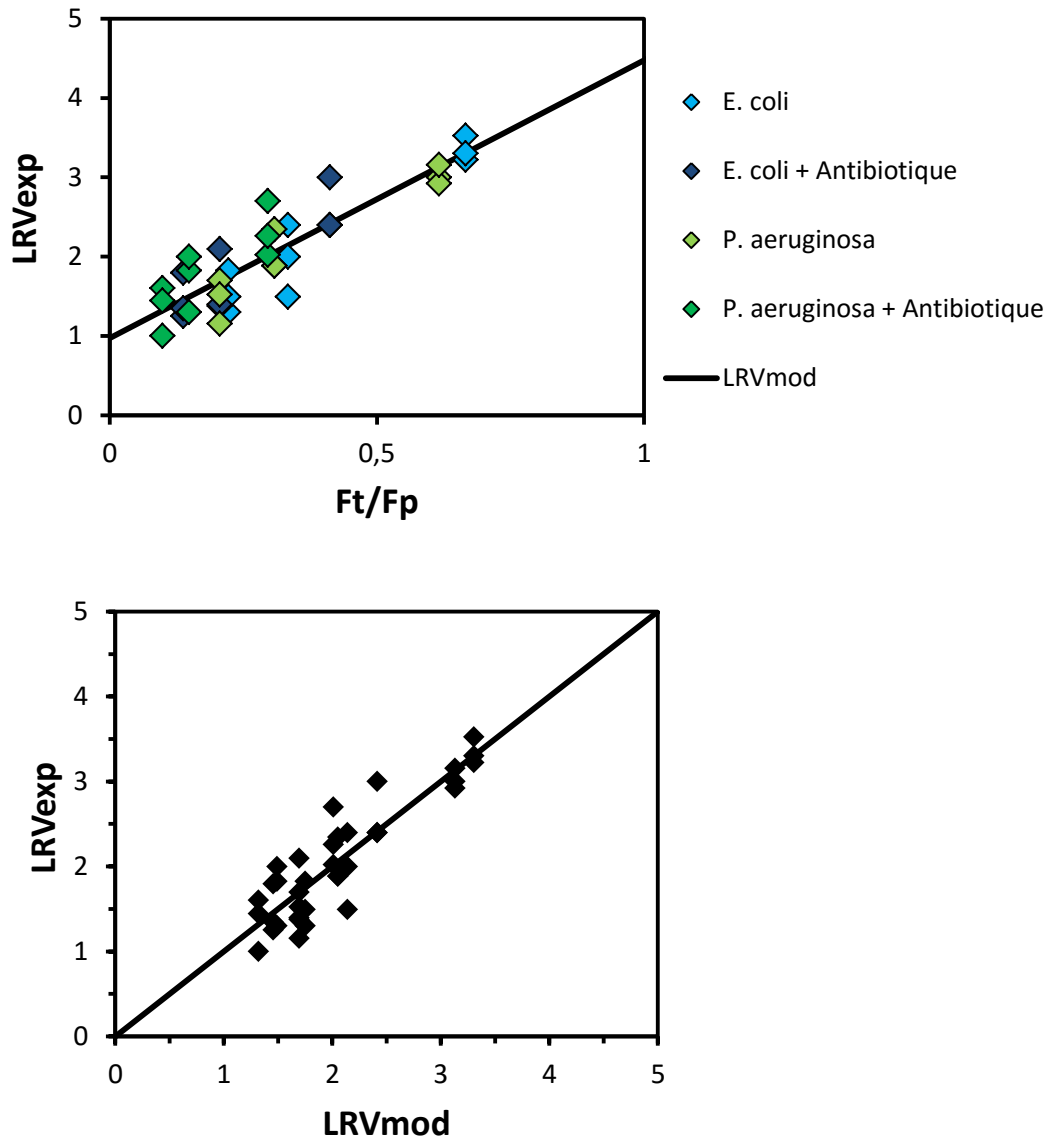 5
4
3
2
1
0
LRVexp
0
0,5
1
Ft/Fp
E. coli
E. coli + Antibiotique
P. aeruginosa
P. aeruginosa + Antibiotique
LRVmod
5
4
3
2
1
0
LRVexp
0
1
2
3
4
5
LRVmod